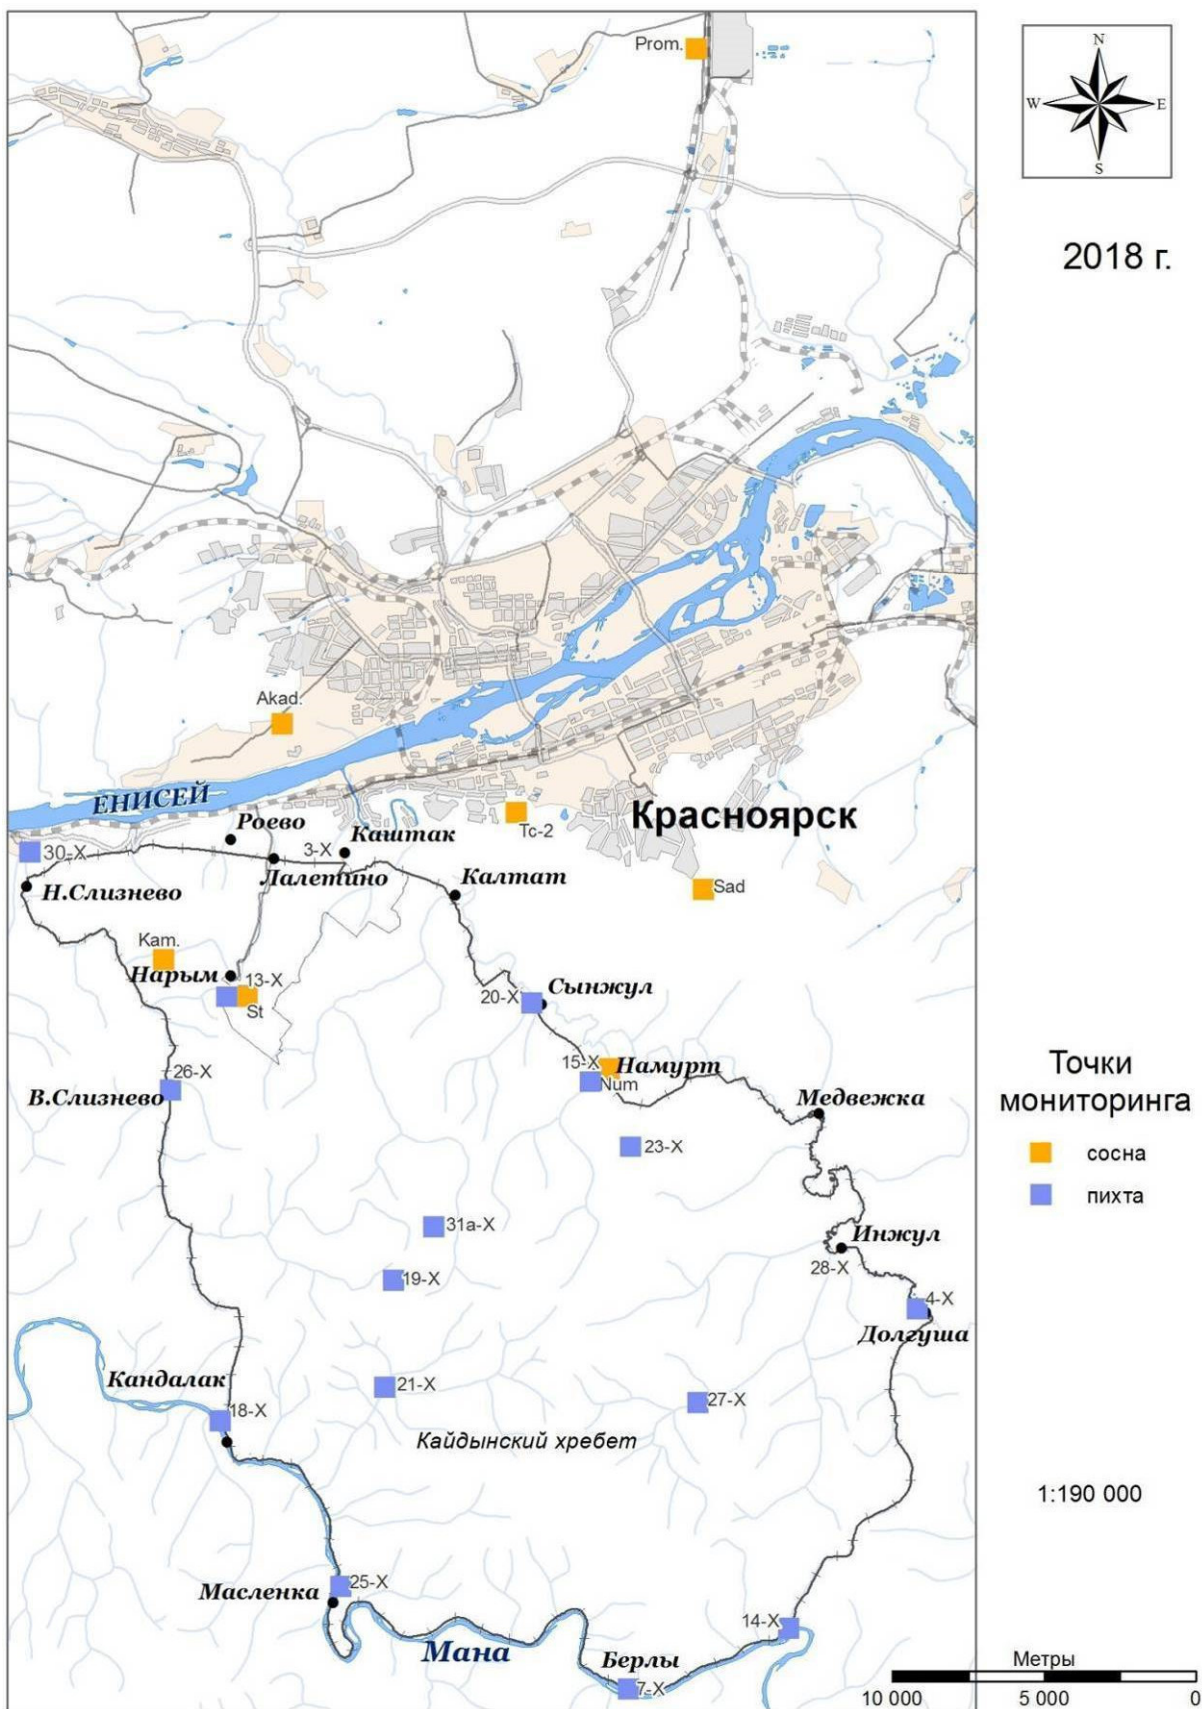 Prom.
N
W
E
S
2018 г.
Akad.
ЕНИСЕЙ
Роево
Каштак
Tc-2
Красноярск
30-X
3-X
Лалетино
Н.Слизнево
Калтат
Sad
Kam.
Нарым
13-X
St
20-X
Сынжул
26-X
В.Слизнево
15-X
Намурт
Num
Медвежка
23-X
Точки
мониторинга
сосна
пихта
31a-X
Инжул
28-X
19-X
4-X
Долгуша
Кандалак
21-X
27-X
18-X
Кайдынский хребет
1:190 000
25-X
Масленка
14-X
Мана
Берлы
7-X
Метры
10 000
5 000
0